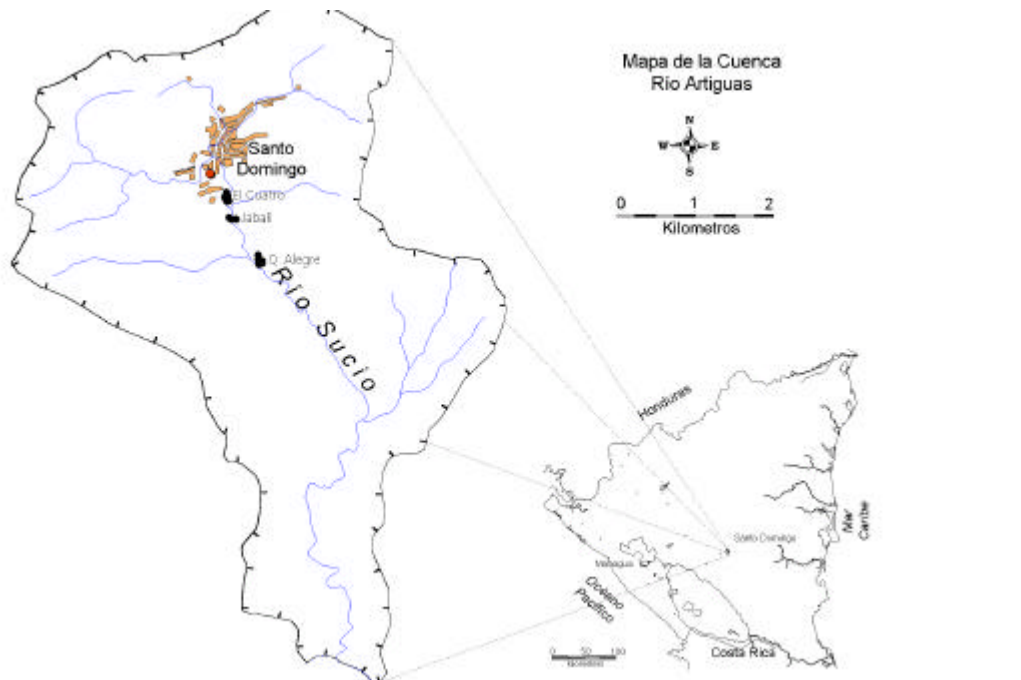 Mapa de la Cuenca
Río Artiguas
N
W E
S
0 1 2
Kilometros
Santo
Domingo
El Cuatro
Jabalí
Q. Alegre
Río Sucio
Honduras
Mar
Caribe
Santo Domingo
Managua
Océano
Pacífico
Costa Rica
0 50 100
Kilometros